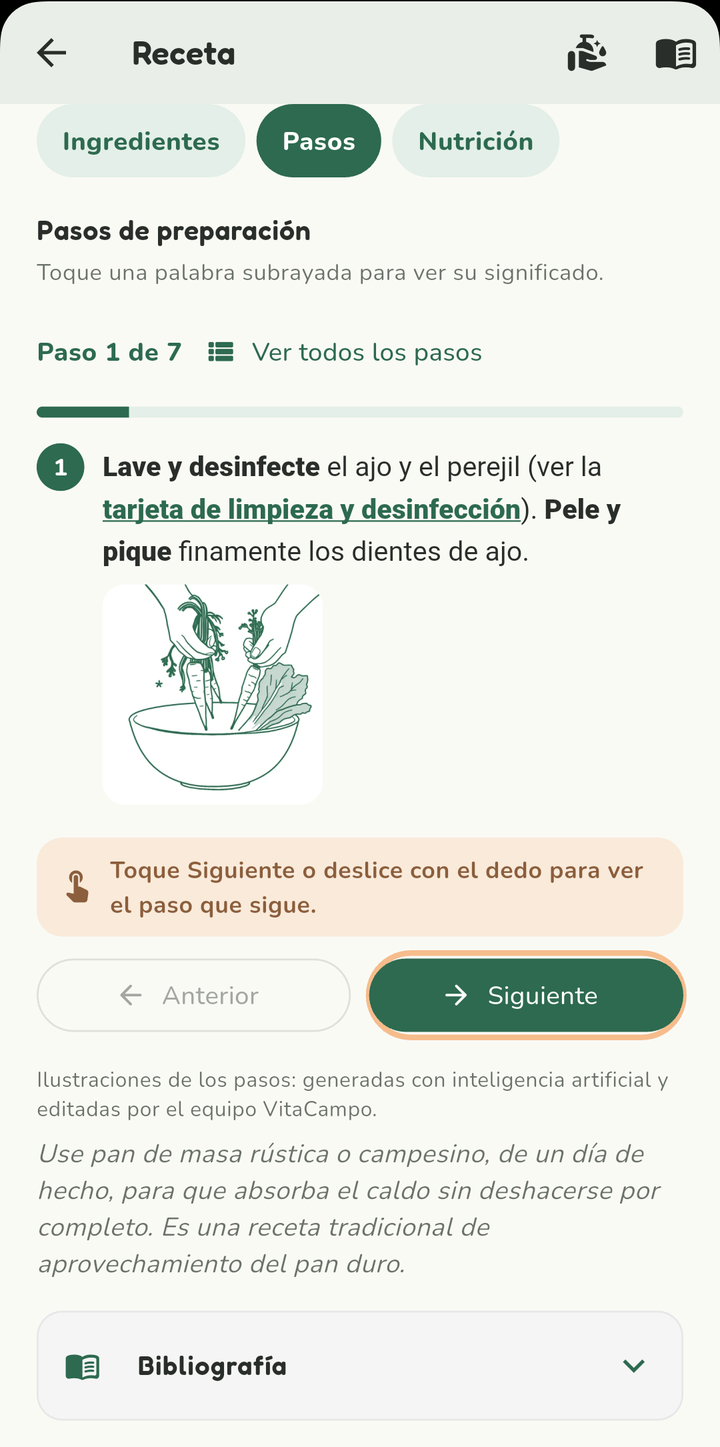 Receta
Ingredientes
Pasos
Nutrición
Pasos de preparación
Toque una palabra subrayada para ver su significado.
Paso 1 de 7
Ver todos los pasos
1
Lave y desinfecte el ajo y el perejil (ver la
tarjeta de limpieza y desinfección). Pele y
pique finamente los dientes de ajo.
Toque Siguiente o deslice con el dedo para ver
el paso que sigue.
Anterior
Siguiente
Ilustraciones de los pasos: generadas con inteligencia artificial y
editadas por el equipo VitaCampo.
Use pan de masa rústica o campesino, de un día de
hecho, para que absorba el caldo sin deshacerse por
completo. Es una receta tradicional de
aprovechamiento del pan duro.
Bibliografía